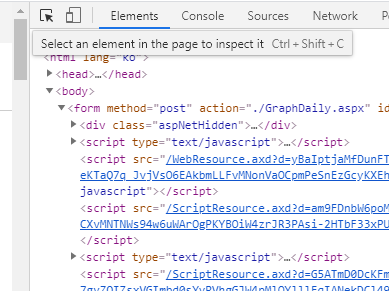 Elements Console Sources Network Performance
Select an element in the page to inspect it Ctrl + Shift + C
<html lang="ko">
<head>…</head>
<body>
<form method="post" action="./GraphDaily.aspx" id
<div class="aspNetHidden">…</div>
<script type="text/javascript">…</script>
<script src="/WebResource.axd?d=yBaIptjaMfDunFT
eKTaQ7q_JvjVsO6EAkbmLLFvMNonVaOCpmPeSnEzGcyKXEh
javascript"></script>
<script src="/ScriptResource.axd?d=am9FDnbW6poM
CXvMNTNWs94w6uWArOgPKYBOiW4zrJR3PAsi-2HTbF33xPU
</script>
<script type="text/javascript">…</script>
<script src="/ScriptResource.axd?d=G5ATmD0DcKFm